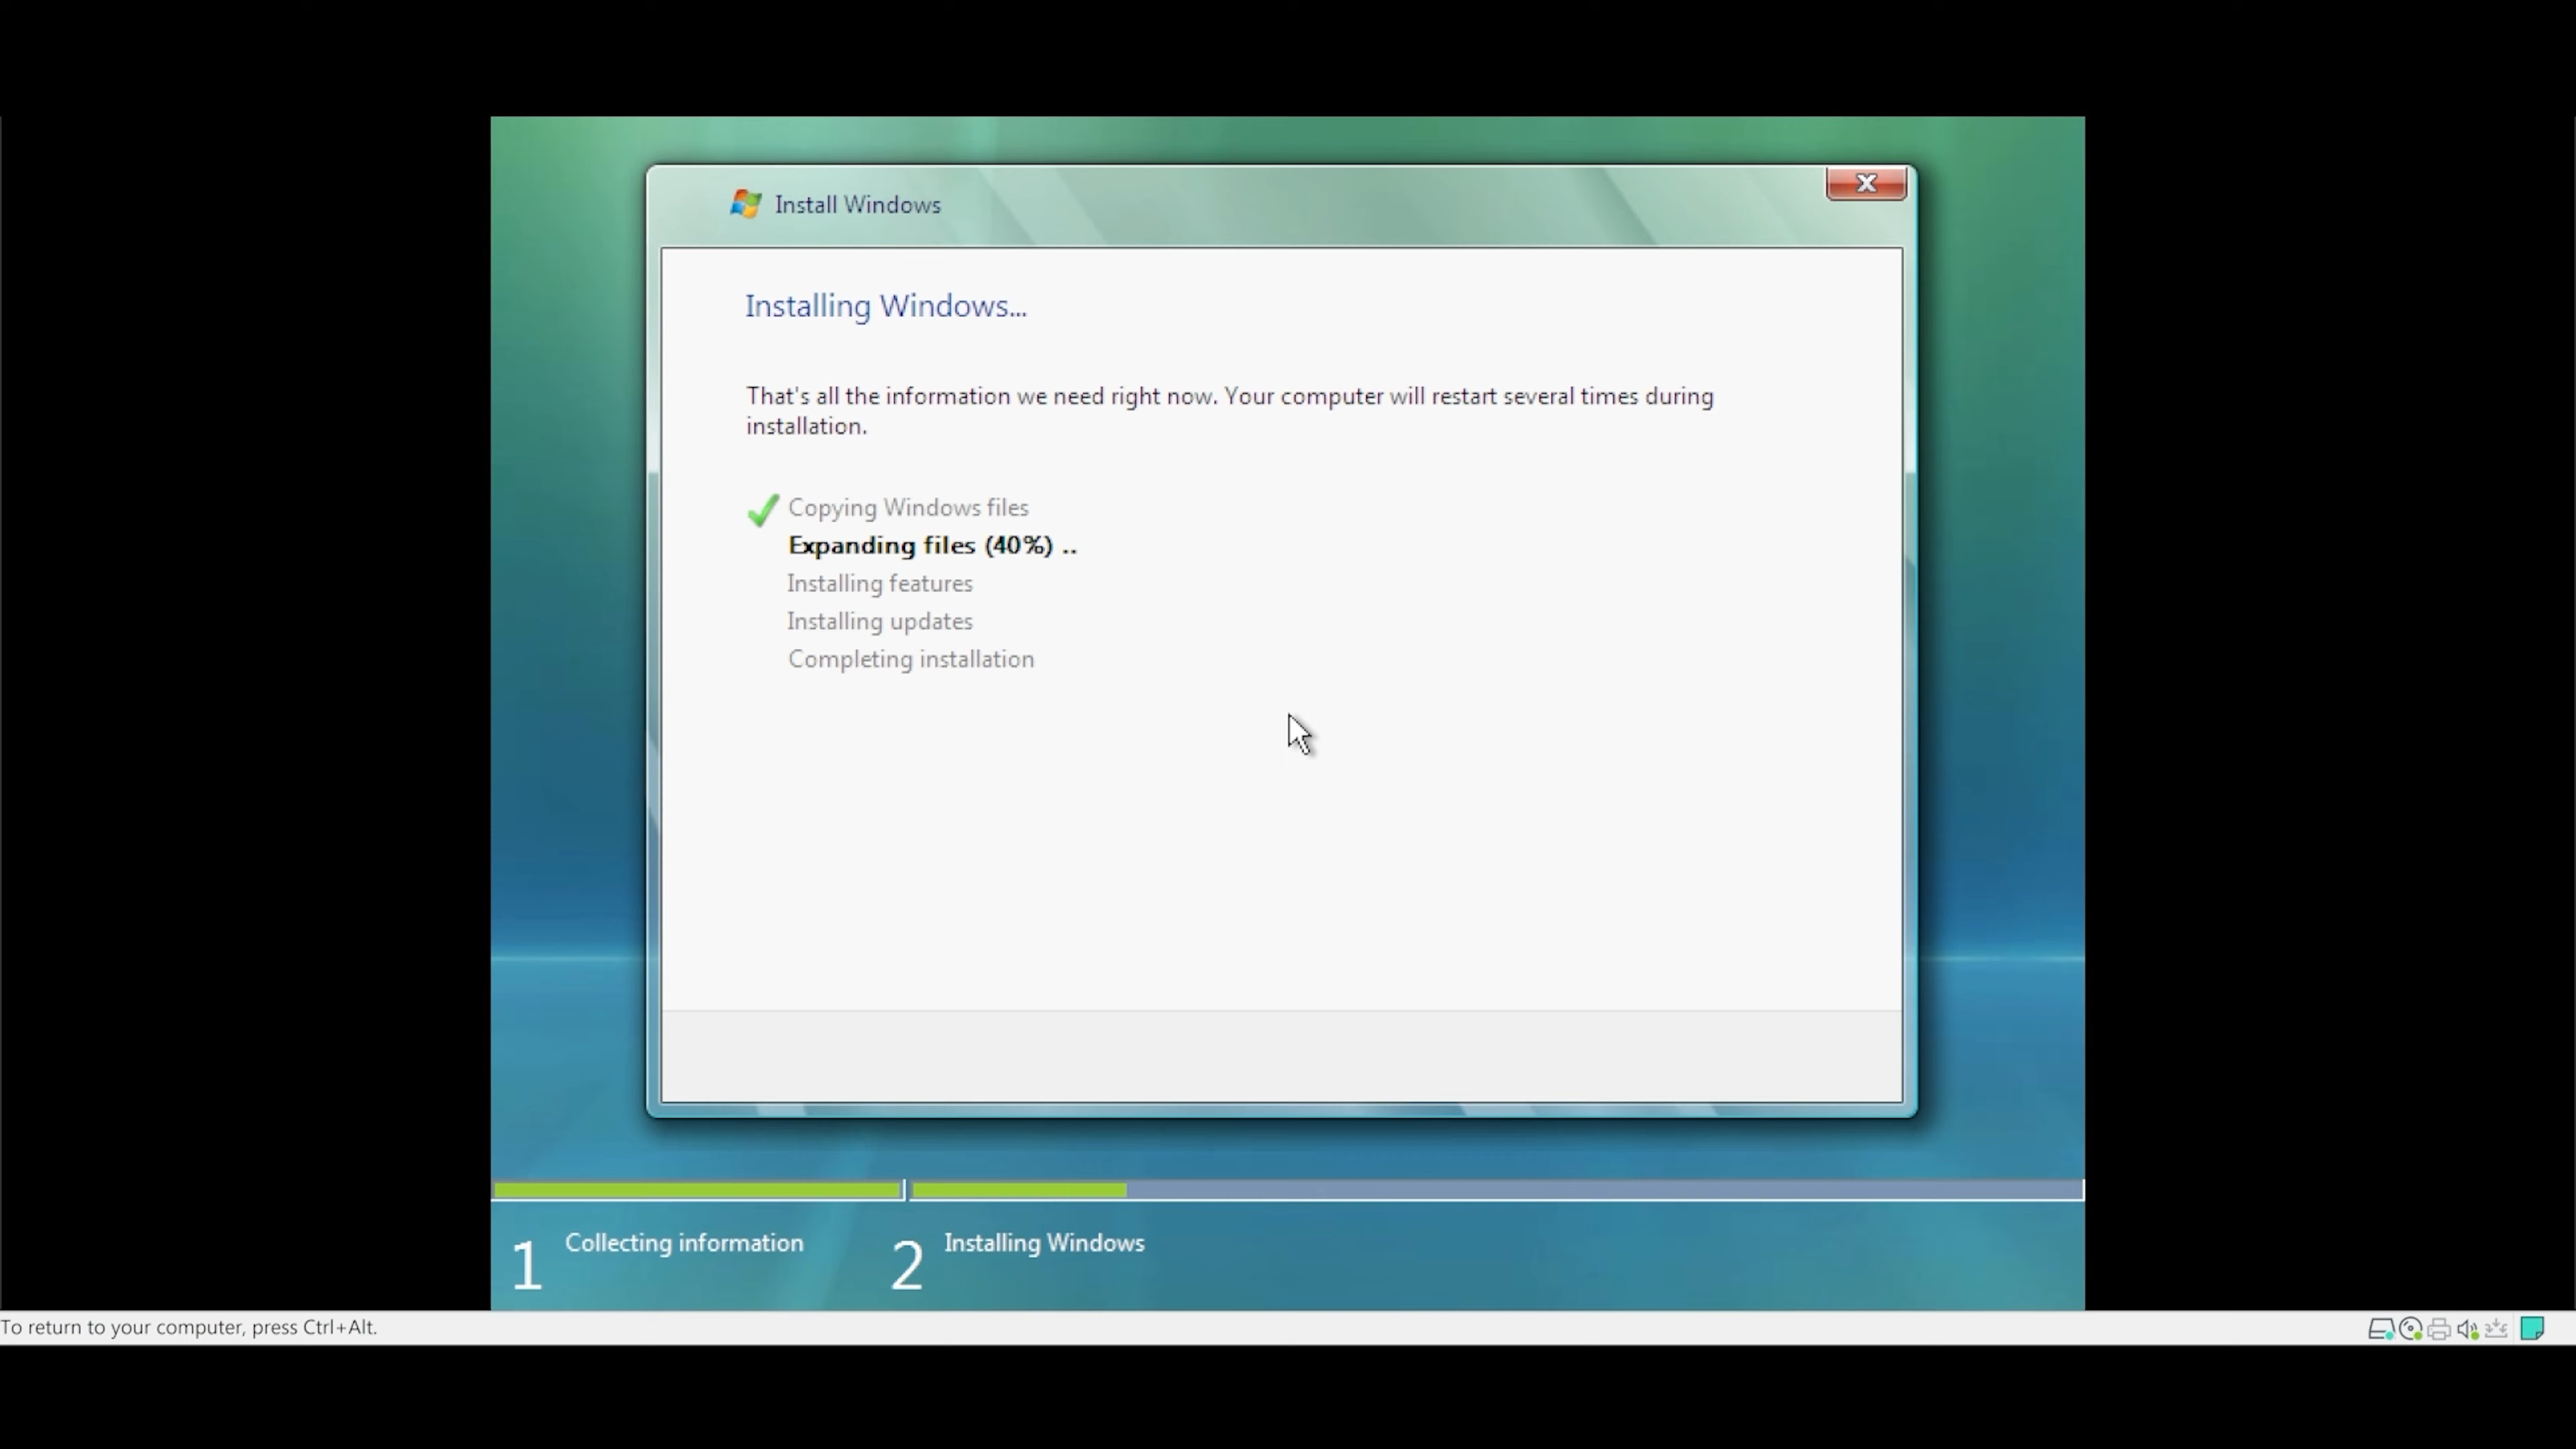 Install Windows
Installing Windows...
That's all the information we need right now. Your computer will restart several times during
installation.
Copying Windows files
Expanding files (40%) ..
Installing features
Installing updates
Completing installation
1 Collecting information
2 Installing Windows
To return to your computer, press Ctrl+Alt.